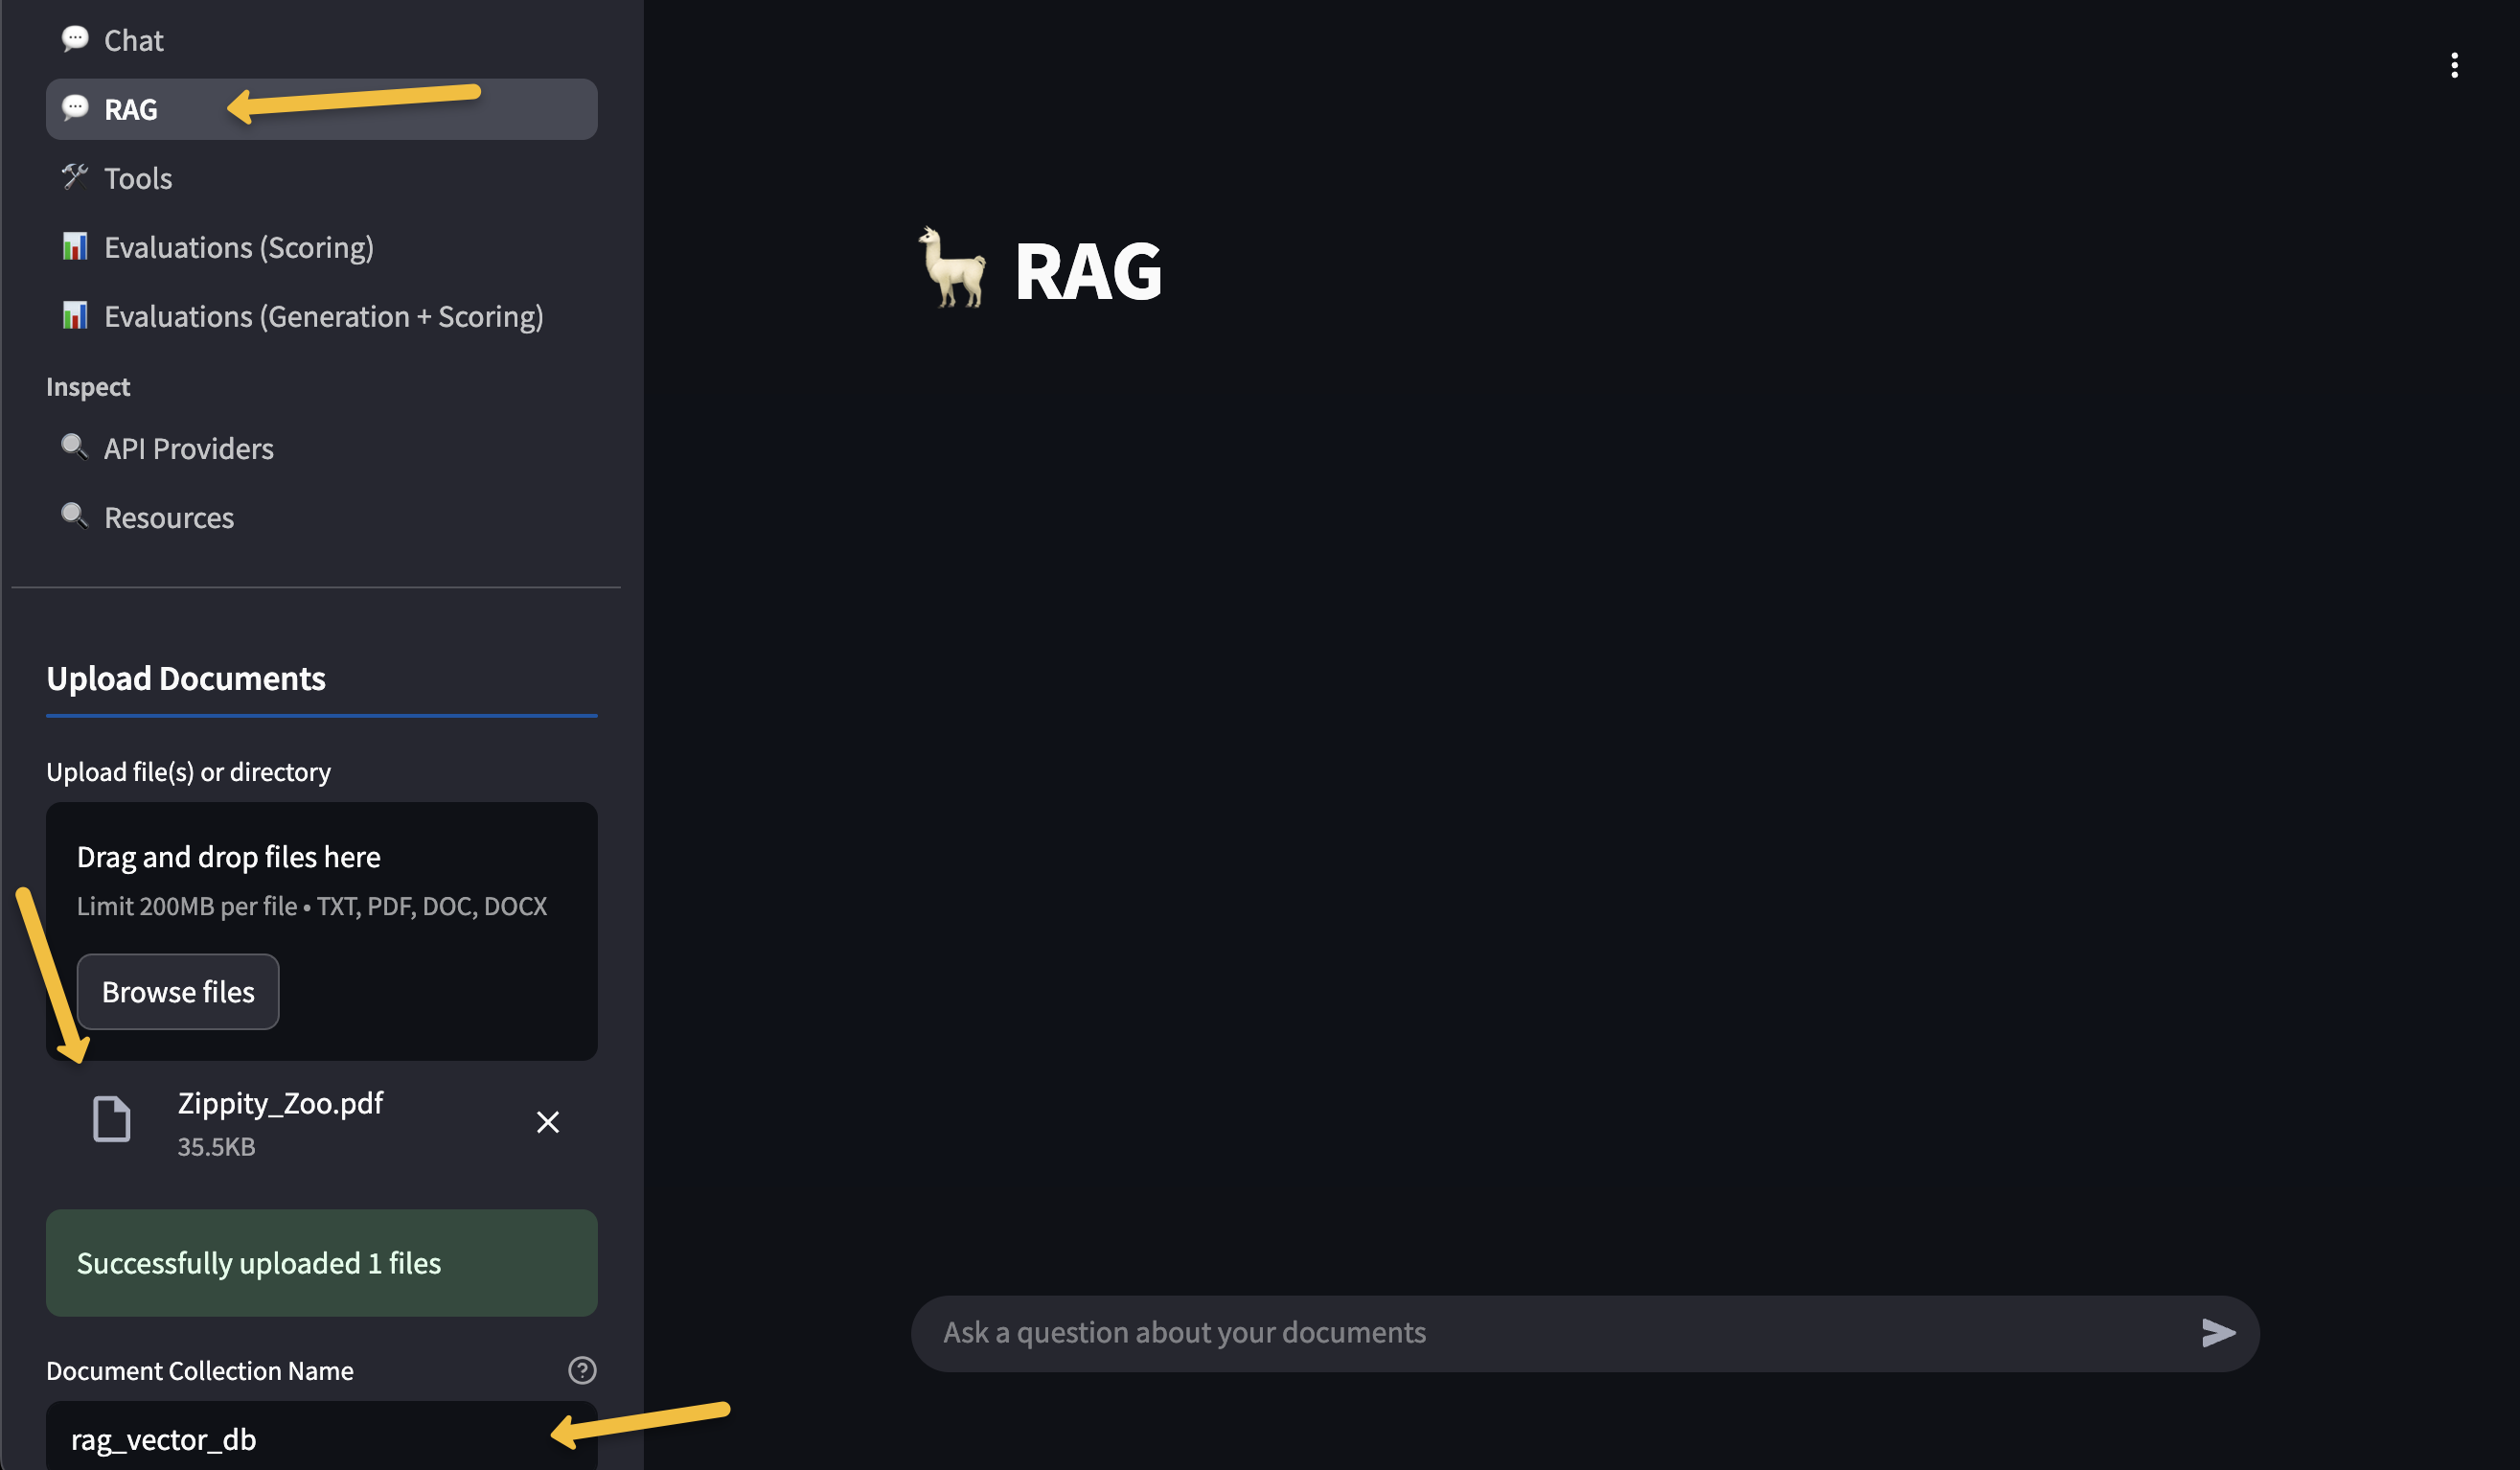 Chat
RAG
Tools
Evaluations (Scoring)
Evaluations (Generation + Scoring)
Inspect
API Providers
Resources
Upload Documents
Upload file(s) or directory
Drag and drop files here
Limit 200MB per file • TXT, PDF, DOC, DOCX
Browse files
Zippity_Zoo.pdf
35.5KB
Successfully uploaded 1 files
Document Collection Name
rag_vector_db
RAG
Ask a question about your documents